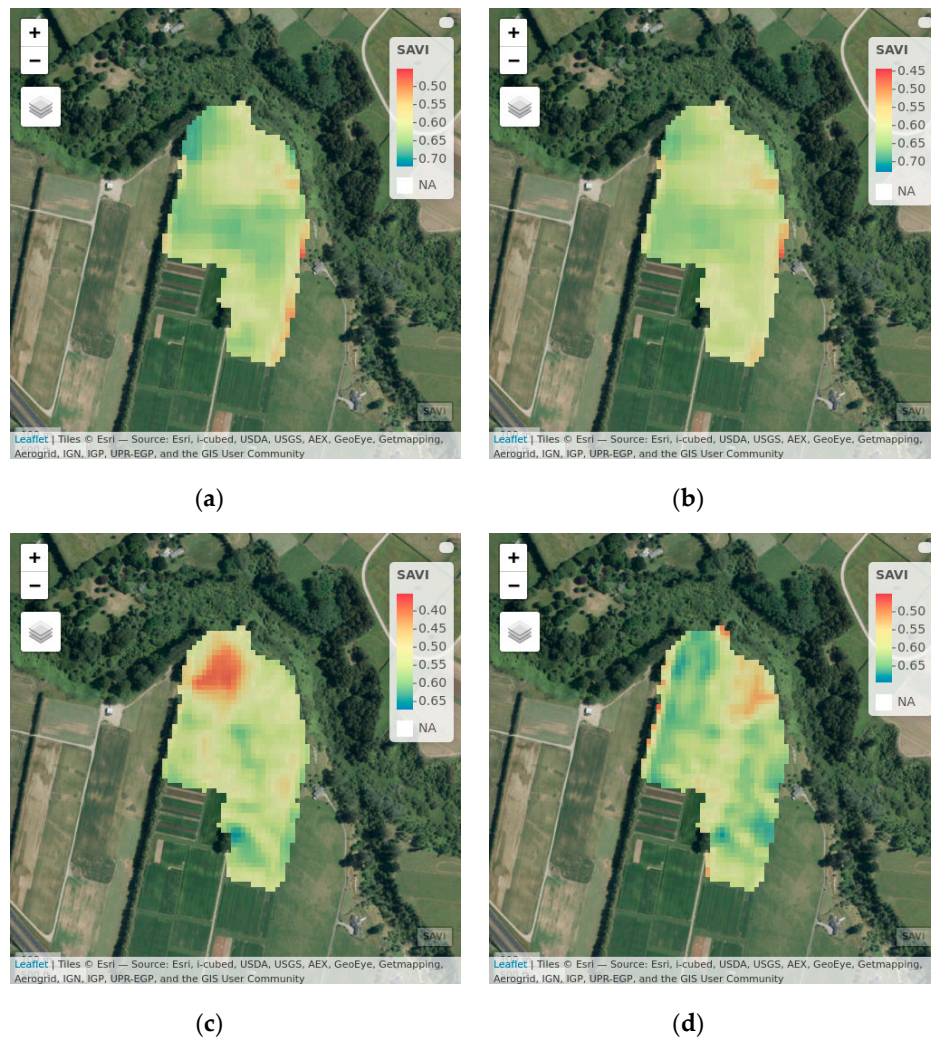 +
−
SAVI
0.50
0.55
0.60
0.65
0.70
NA
SAVI
Leaflet | Tiles © Esri — Source: Esri, i-cubed, USDA, USGS, AEX, GeoEye, Getmapping,
Aerogrid, IGN, IGP, UPR-EGP, and the GIS User Community
(a)
+
−
SAVI
0.45
0.50
0.55
0.60
0.65
0.70
NA
SAVI
Leaflet | Tiles © Esri — Source: Esri, i-cubed, USDA, USGS, AEX, GeoEye, Getmapping,
Aerogrid, IGN, IGP, UPR-EGP, and the GIS User Community
(b)
+
−
SAVI
0.40
0.45
0.50
0.55
0.60
0.65
NA
SAVI
Leaflet | Tiles © Esri — Source: Esri, i-cubed, USDA, USGS, AEX, GeoEye, Getmapping,
Aerogrid, IGN, IGP, UPR-EGP, and the GIS User Community
(c)
+
−
SAVI
0.50
0.55
0.60
0.65
NA
SAVI
Leaflet | Tiles © Esri — Source: Esri, i-cubed, USDA, USGS, AEX, GeoEye, Getmapping,
Aerogrid, IGN, IGP, UPR-EGP, and the GIS User Community
(d)